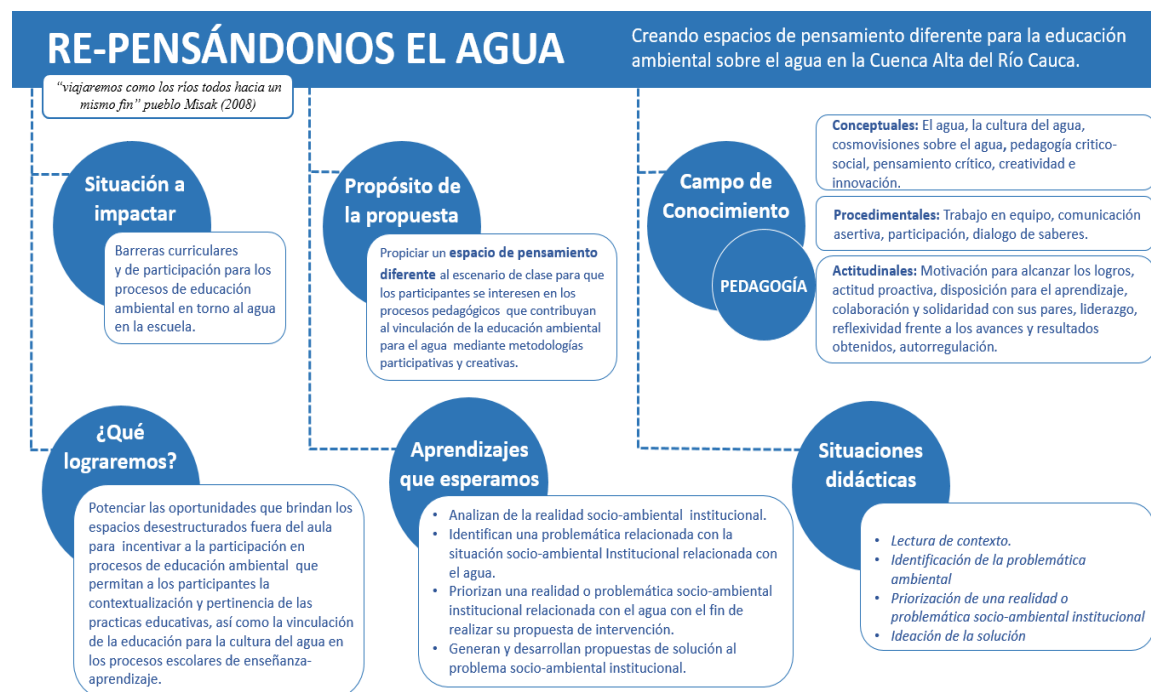 RE-PENSÁNDONOS EL AGUA
Creando espacios de pensamiento diferente para la educación
ambiental sobre el agua en la Cuenca Alta del Río Cauca.
“viajaremos como los ríos todos hacia un
mismo fin” pueblo Misak (2008)
Situación a
impactar
Barreras curriculares
y de participación para los
procesos de educación
ambiental en torno al agua
en la escuela.
Propósito de
la propuesta
Propiciar un espacio de pensamiento
diferente al escenario de clase para que
los participantes se interesen en los
procesos pedagógicos que contribuyan
al vinculación de la educación ambiental
para el agua mediante metodologías
participativas y creativas.
Campo de
Conocimiento
PEDAGOGÍA
Conceptuales: El agua, la cultura del agua,
cosmovisiones sobre el agua, pedagogía critico-
social, pensamiento crítico, creatividad e
innovación.
Procedimentales: Trabajo en equipo, comunicación
asertiva, participación, dialogo de saberes.
Actitudinales: Motivación para alcanzar los logros,
actitud proactiva, disposición para el aprendizaje,
colaboración y solidaridad con sus pares, liderazgo,
reflexividad frente a los avances y resultados
obtenidos, autorregulación.
¿Qué
lograremos?
Potenciar las oportunidades que brindan los
espacios desestructurados fuera del aula
para incentivar a la participación en
procesos de educación ambiental que
permitan a los participantes la
contextualización y pertinencia de las
practicas educativas, así como la vinculación
de la educación para la cultura del agua en
los procesos escolares de enseñanza-
aprendizaje.
Aprendizajes
que esperamos
• Analizan de la realidad socio-ambiental institucional.
• Identifican una problemática relacionada con la
situación socio-ambiental Institucional relacionada con
el agua.
• Priorizan una realidad o problemática socio-ambiental
institucional relacionada con el agua con el fin de
realizar su propuesta de intervención.
• Generan y desarrollan propuestas de solución al
problema socio-ambiental institucional.
Situaciones
didácticas
• Lectura de contexto.
• Identificación de la problemática
ambiental
• Priorización de una realidad o
problemática socio-ambiental institucional
• Ideación de la solución